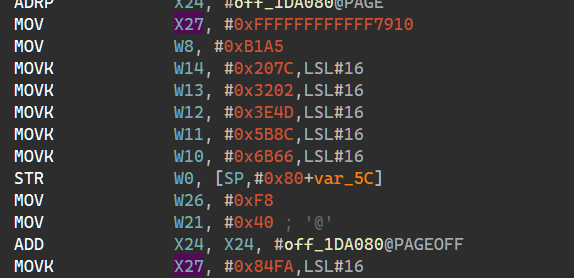 ADRP X24, #off_1DA080@PAGE
MOV X27, #0xFFFFFFFFFFFF7910
MOV W8, #0xB1A5
MOVK W14, #0x207C,LSL#16
MOVK W13, #0x3202,LSL#16
MOVK W12, #0x3E4D,LSL#16
MOVK W11, #0x5B8C,LSL#16
MOVK W10, #0x6B66,LSL#16
STR W0, [SP,#0x80+var_5C]
MOV W26, #0xF8
MOV W21, #0x40 ; '@'
ADD X24, X24, #off_1DA080@PAGEOFF
MOVK X27, #0x84FA,LSL#16